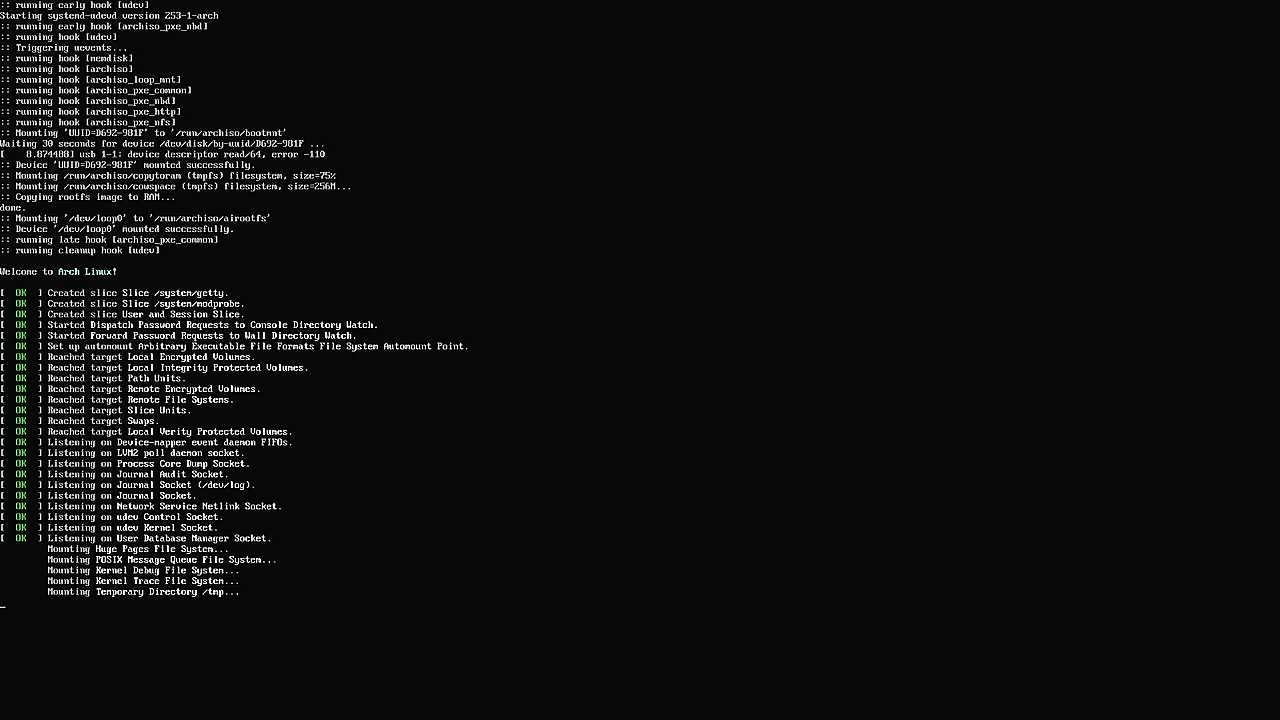 :: running early hook [udev]
Starting systemd-udevd version 253-1-arch
:: running early hook [archiso_pxe_nbd]
:: running hook [udev]
:: Triggering uevents...
:: running hook [memdisk]
:: running hook [archiso]
:: running hook [archiso_loop_mnt]
:: running hook [archiso_pxe_common]
:: running hook [archiso_pxe_nbd]
:: running hook [archiso_pxe_http]
:: running hook [archiso_pxe_nfs]
:: Mounting 'UUID=D692-981F' to '/run/archiso/bootmnt'
Waiting 30 seconds for device /dev/disk/by-uuid/D692-981F ...
[    8.874488] usb 1-1: device descriptor read/64, error -110
:: Device 'UUID=D692-981F' mounted successfully.
:: Mounting /run/archiso/copytoram (tmpfs) filesystem, size=75%
:: Mounting /run/archiso/cowspace (tmpfs) filesystem, size=256M...
:: Copying rootfs image to RAM...
done.
:: Mounting '/dev/loop0' to '/run/archiso/airootfs'
:: Device '/dev/loop0' mounted successfully.
:: running late hook [archiso_pxe_common]
:: running cleanup hook [udev]
Welcome to Arch Linux!
[  OK  ] Created slice Slice /system/getty.
[  OK  ] Created slice Slice /system/modprobe.
[  OK  ] Created slice User and Session Slice.
[  OK  ] Started Dispatch Password Requests to Console Directory Watch.
[  OK  ] Started Forward Password Requests to Wall Directory Watch.
[  OK  ] Set up automount Arbitrary Executable File Formats File System Automount Point.
[  OK  ] Reached target Local Encrypted Volumes.
[  OK  ] Reached target Local Integrity Protected Volumes.
[  OK  ] Reached target Path Units.
[  OK  ] Reached target Remote Encrypted Volumes.
[  OK  ] Reached target Remote File Systems.
[  OK  ] Reached target Slice Units.
[  OK  ] Reached target Swaps.
[  OK  ] Reached target Local Verity Protected Volumes.
[  OK  ] Listening on Device-mapper event daemon FIFOs.
[  OK  ] Listening on LVM2 poll daemon socket.
[  OK  ] Listening on Process Core Dump Socket.
[  OK  ] Listening on Journal Audit Socket.
[  OK  ] Listening on Journal Socket (/dev/log).
[  OK  ] Listening on Journal Socket.
[  OK  ] Listening on Network Service Netlink Socket.
[  OK  ] Listening on udev Control Socket.
[  OK  ] Listening on udev Kernel Socket.
[  OK  ] Listening on User Database Manager Socket.
Mounting Huge Pages File System...
Mounting POSIX Message Queue File System...
Mounting Kernel Debug File System...
Mounting Kernel Trace File System...
Mounting Temporary Directory /tmp...